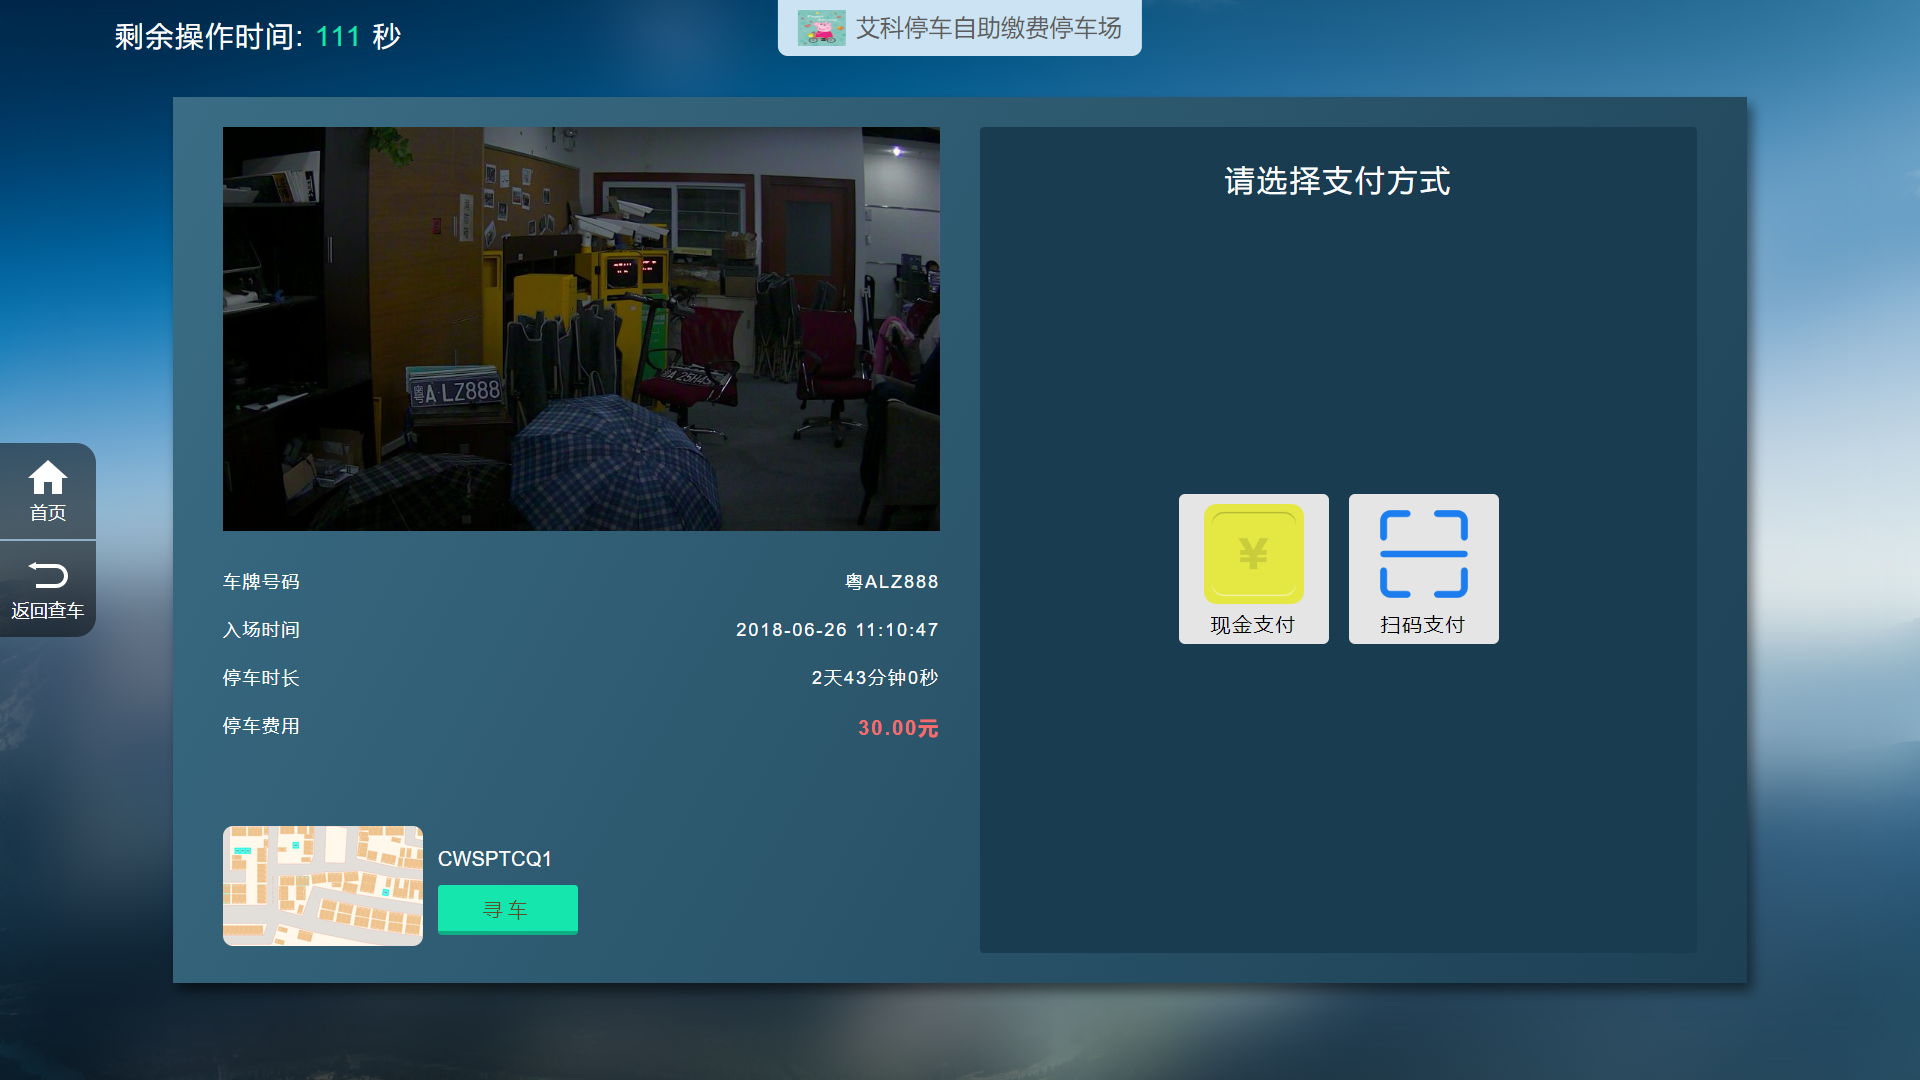 剩余操作时间: 111 秒
艾科停车自助缴费停车场
请选择支付方式
粤A·LZ888
首页
返回查车
车牌号码 粤ALZ888
入场时间 2018-06-26 11:10:47
停车时长 2天43分钟0秒
停车费用 30.00元
现金支付
扫码支付
CWSPTCQ1
寻车